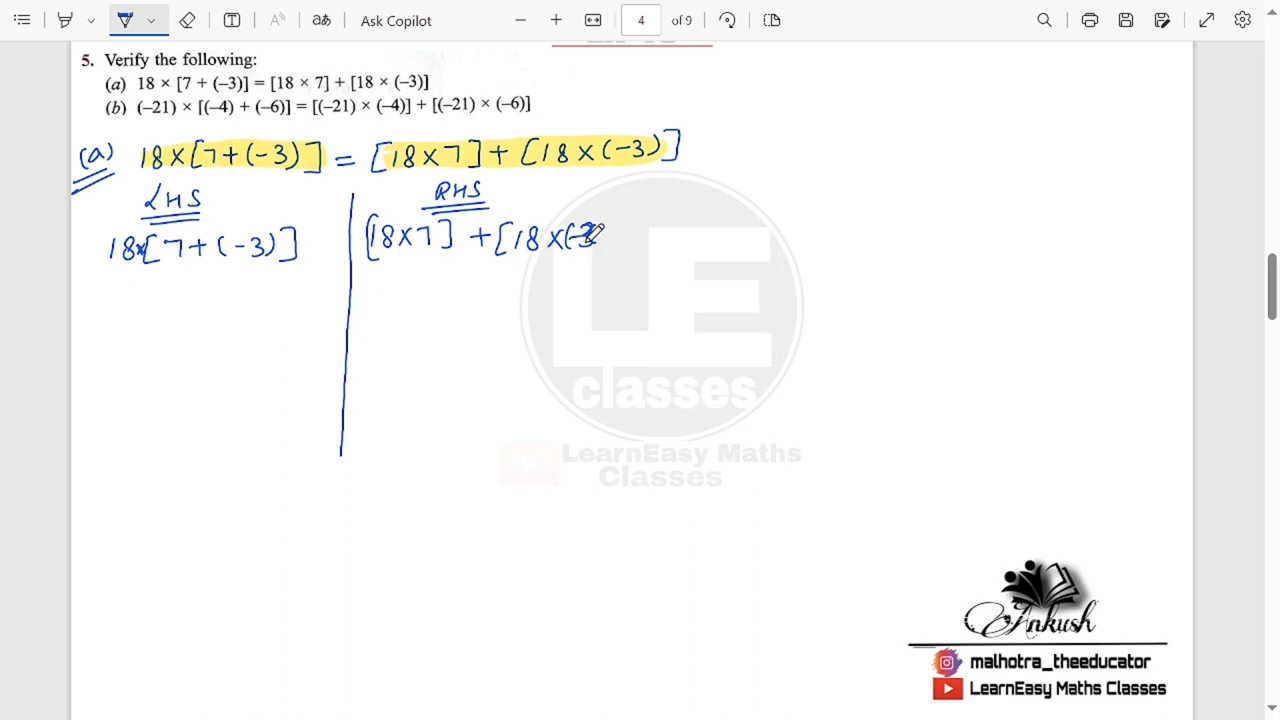 Ask Copilot
4 of 9
5. Verify the following:
(a) 18 × [7 + (–3)] = [18 × 7] + [18 × (–3)]
(b) (–21) × [(–4) + (–6)] = [(–21) × (–4)] + [(–21) × (–6)]
(a) 18×[7+(-3)] = [18×7]+[18×(-3)]
LHS RHS
18×[7+(-3)] [18×7] +[18×(-3
LE
classes
LearnEasy Maths
Classes
Ankush
malhotra_theeducator
LearnEasy Maths Classes